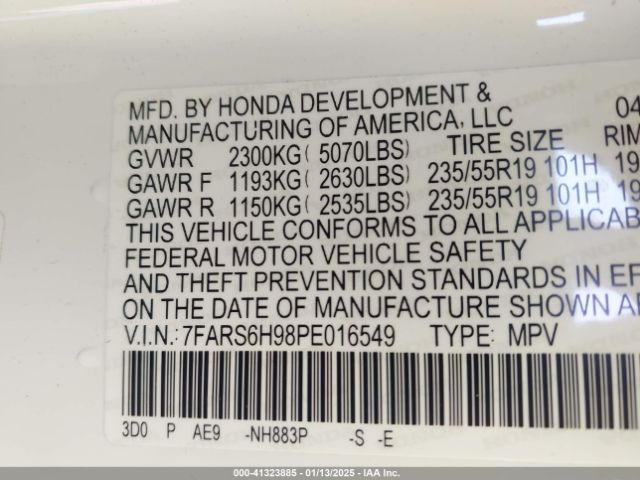 MFD. BY HONDA DEVELOPMENT & 04
MANUFACTURING OF AMERICA, LLC
GVWR 2300KG( 5070LBS) TIRE SIZE RIM
GAWR F 1193KG( 2630LBS) 235/55R19 101H 19
GAWR R 1150KG( 2535LBS) 235/55R19 101H 19
THIS VEHICLE CONFORMS TO ALL APPLICAB
FEDERAL MOTOR VEHICLE SAFETY
AND THEFT PREVENTION STANDARDS IN EF
ON THE DATE OF MANUFACTURE SHOWN A
V.I.N.: 7FARS6H98PE016549 TYPE: MPV
3D0 P AE9 -NH883P -S -E
000-41323885 - 01/13/2025 - IAA Inc.